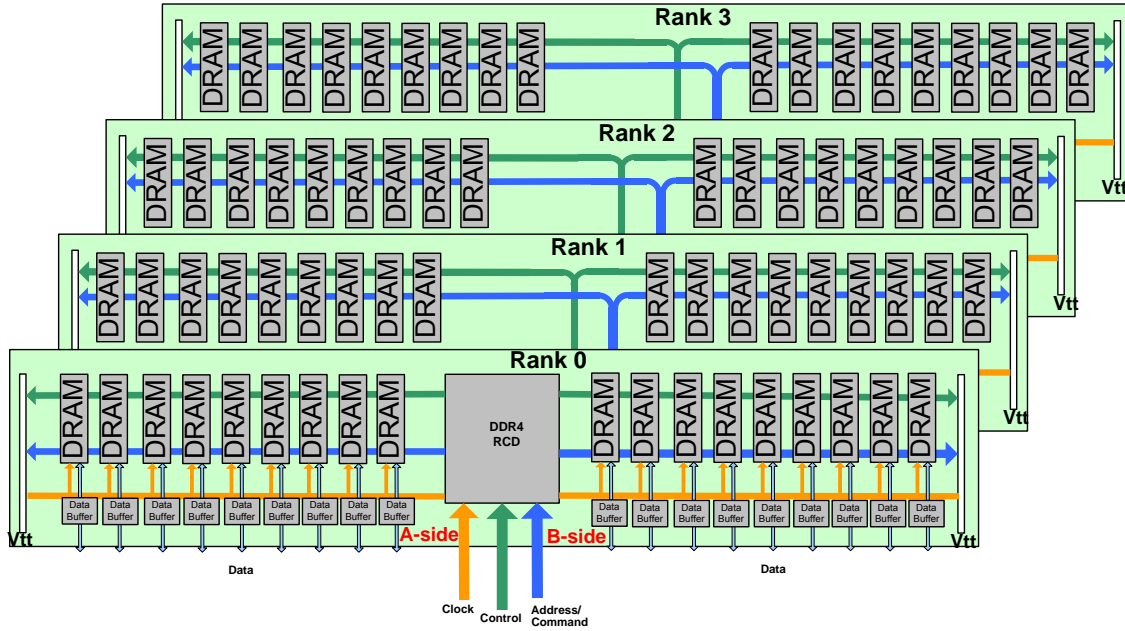 Rank 3
DRAM DRAM DRAM DRAM DRAM DRAM DRAM DRAM DRAM DRAM DRAM DRAM DRAM DRAM DRAM DRAM DRAM DRAM
Vtt
Rank 2
DRAM DRAM DRAM DRAM DRAM DRAM DRAM DRAM DRAM DRAM DRAM DRAM DRAM DRAM DRAM DRAM DRAM DRAM
Vtt
Rank 1
DRAM DRAM DRAM DRAM DRAM DRAM DRAM DRAM DRAM DRAM DRAM DRAM DRAM DRAM DRAM DRAM DRAM DRAM
Vtt
Rank 0
DRAM DRAM DRAM DRAM DRAM DRAM DRAM DRAM DRAM
DDR4
RCD
DRAM DRAM DRAM DRAM DRAM DRAM DRAM DRAM DRAM
Data Data Data Data Data Data Data Data Data
Buffer Buffer Buffer Buffer Buffer Buffer Buffer Buffer Buffer
Data Data Data Data Data Data Data Data Data
Buffer Buffer Buffer Buffer Buffer Buffer Buffer Buffer Buffer
Vtt
A-side
B-side
Vtt
Data
Data
Clock
Control
Address/
Command